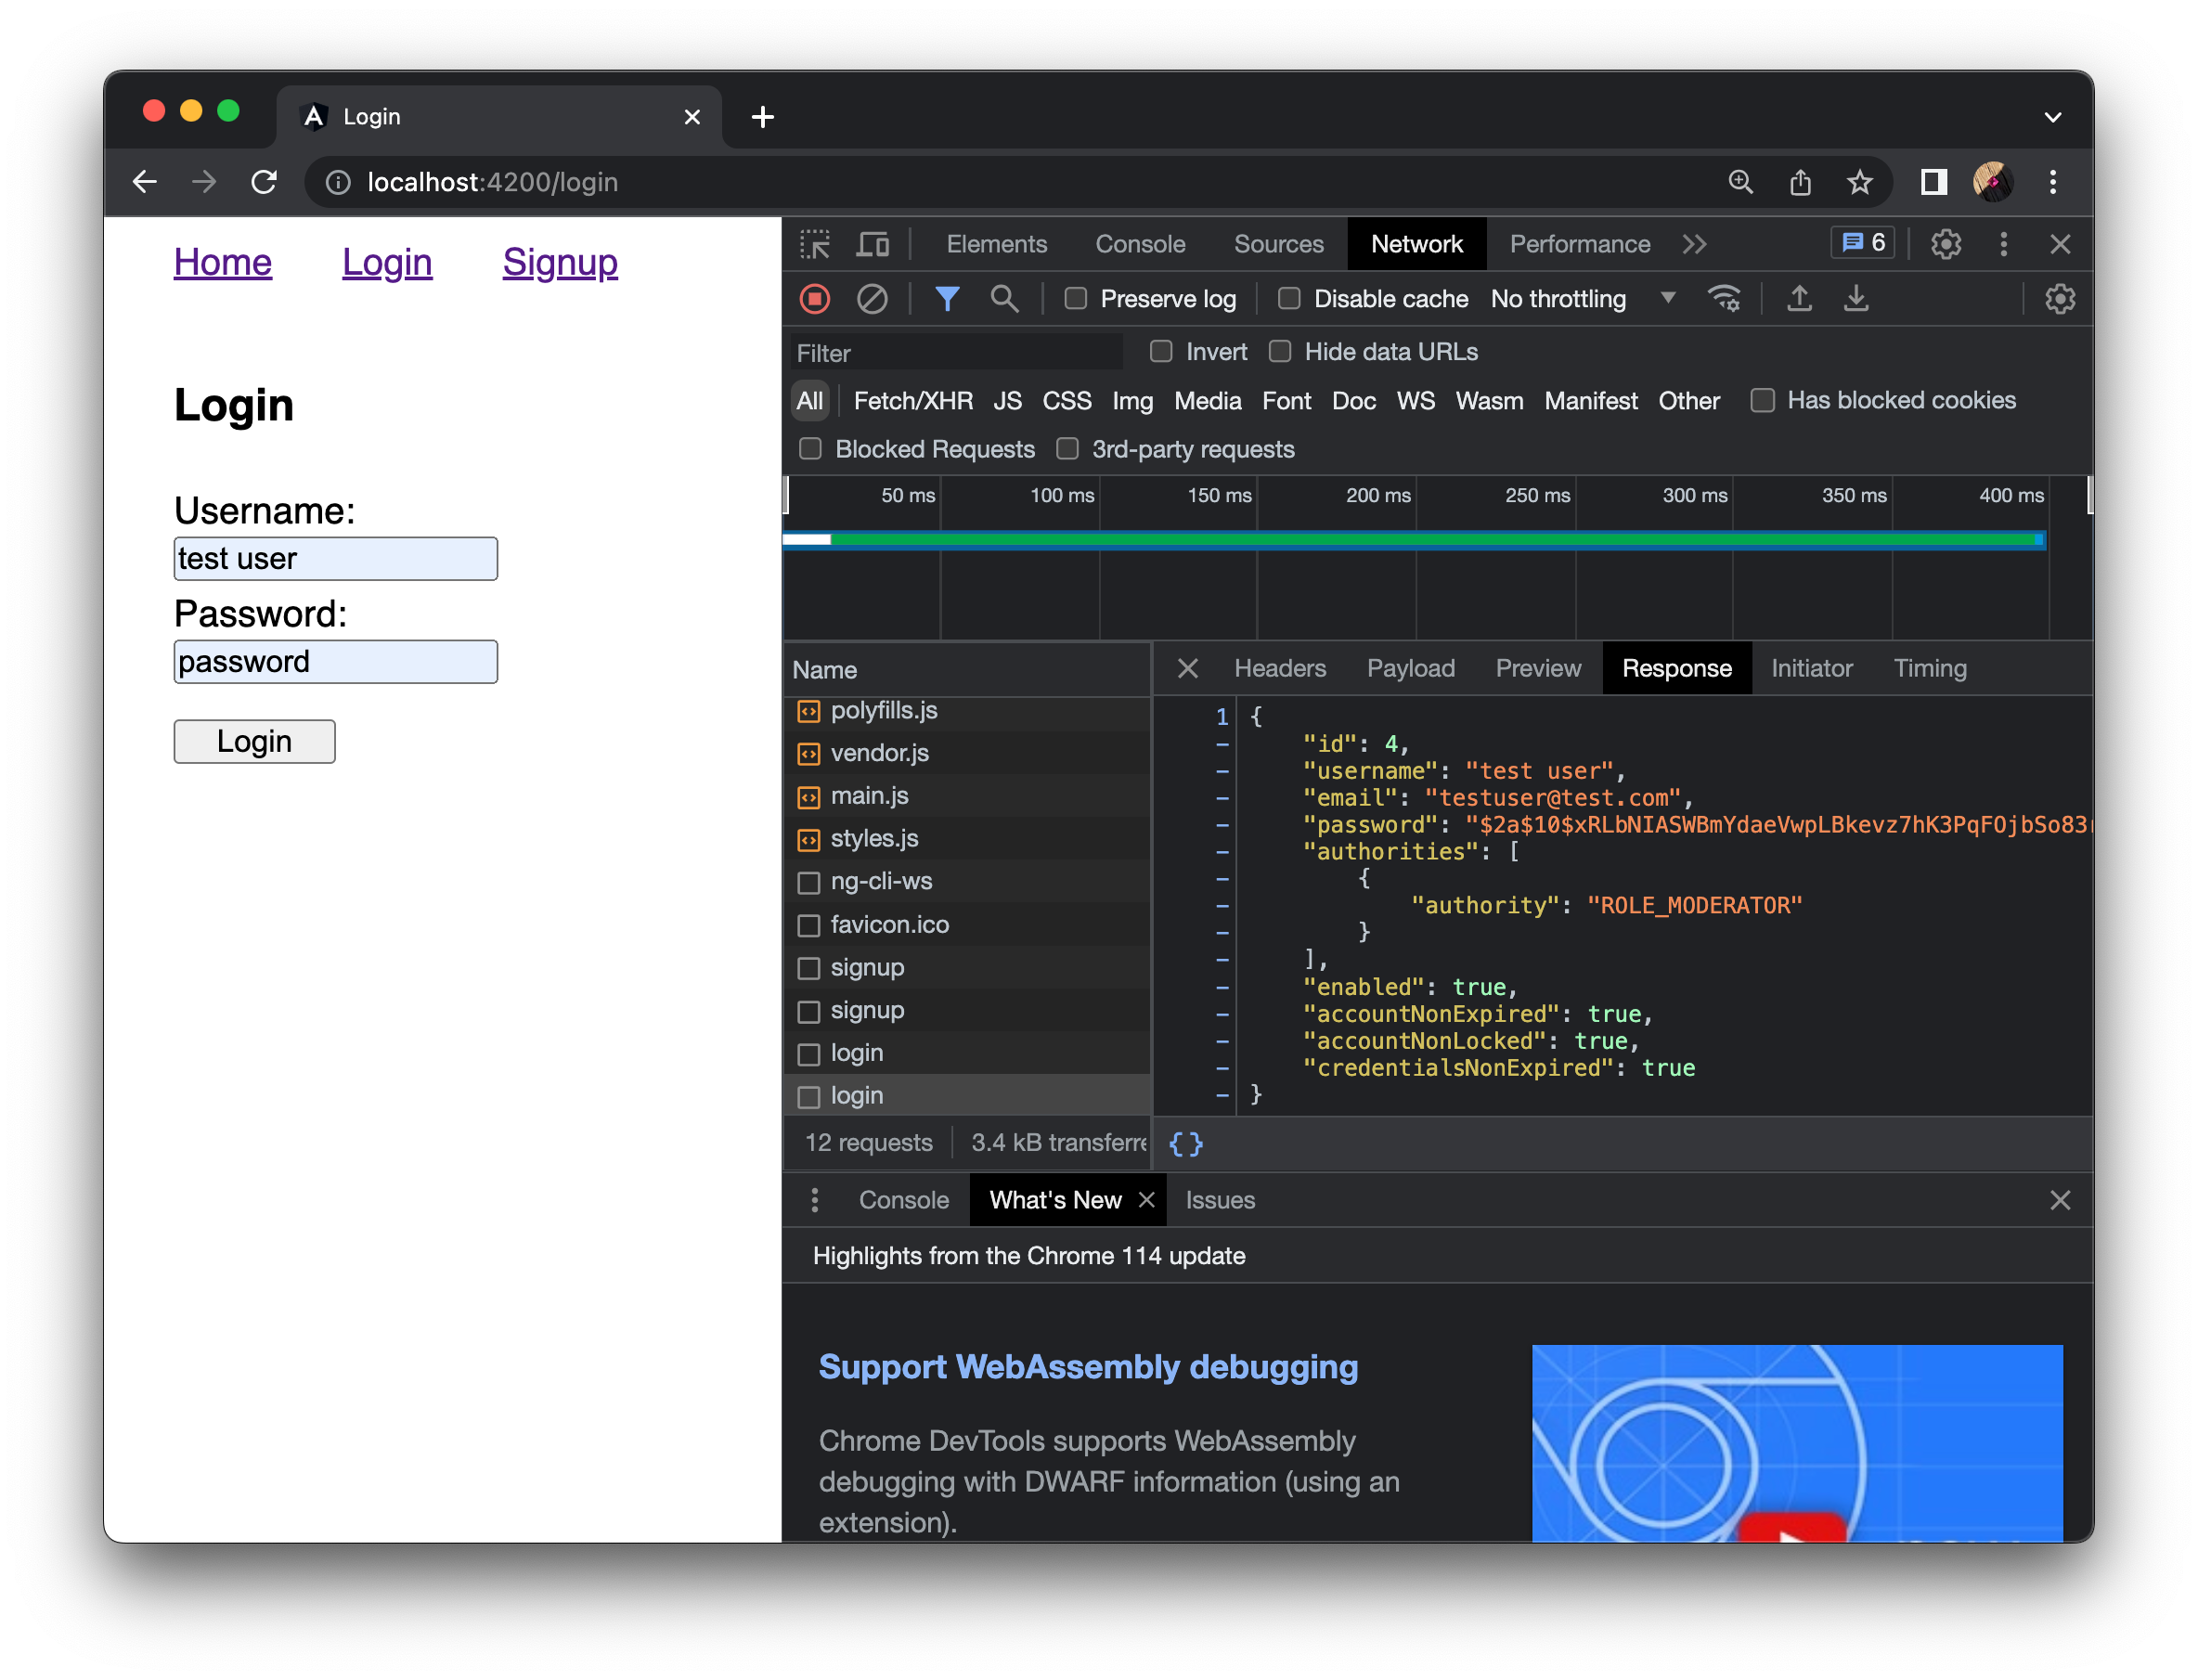 Login
localhost:4200/login
Home Login Signup
Login
Username:
test user
Password:
password
Login
Elements Console Sources Network Performance 6
Preserve log Disable cache No throttling
Filter Invert Hide data URLs
All Fetch/XHR JS CSS Img Media Font Doc WS Wasm Manifest Other Has blocked cookies
Blocked Requests 3rd-party requests
50 ms 100 ms 150 ms 200 ms 250 ms 300 ms 350 ms 400 ms
Name
polyfills.js
vendor.js
main.js
styles.js
ng-cli-ws
favicon.ico
signup
signup
login
login
12 requests 3.4 kB transferre
Headers Payload Preview Response Initiator Timing
1 {
"id": 4,
"username": "test user",
"email": "testuser@test.com",
"password": "$2a$10$xRLbNIASWBmYdaeVwpLBkevz7hK3PqFOjbSo83
"authorities": [
{
"authority": "ROLE_MODERATOR"
}
],
"enabled": true,
"accountNonExpired": true,
"accountNonLocked": true,
"credentialsNonExpired": true
}
{}
Console What's New Issues
Highlights from the Chrome 114 update
Support WebAssembly debugging
Chrome DevTools supports WebAssembly
debugging with DWARF information (using an
extension).